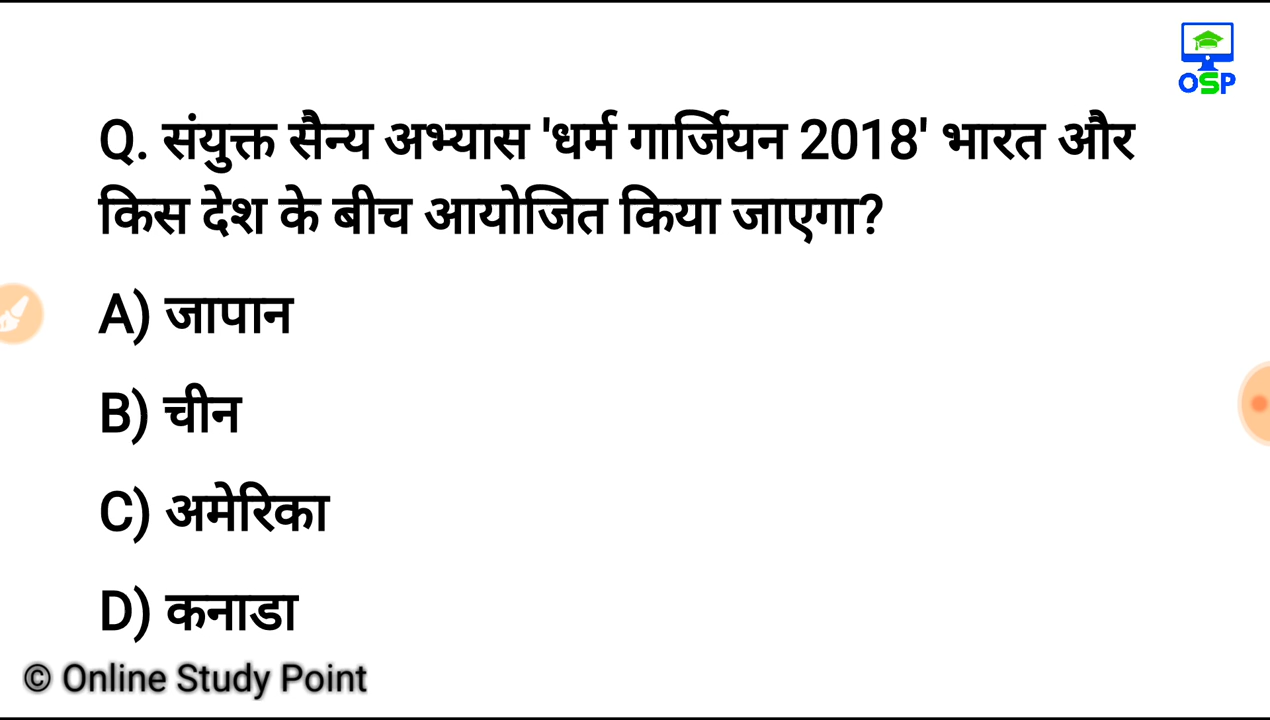 OSP
Q. संयुक्त सैन्य अभ्यास 'धर्म गार्जियन 2018' भारत और
किस देश के बीच आयोजित किया जाएगा?
A) जापान
B) चीन
C) अमेरिका
D) कनाडा
© Online Study Point